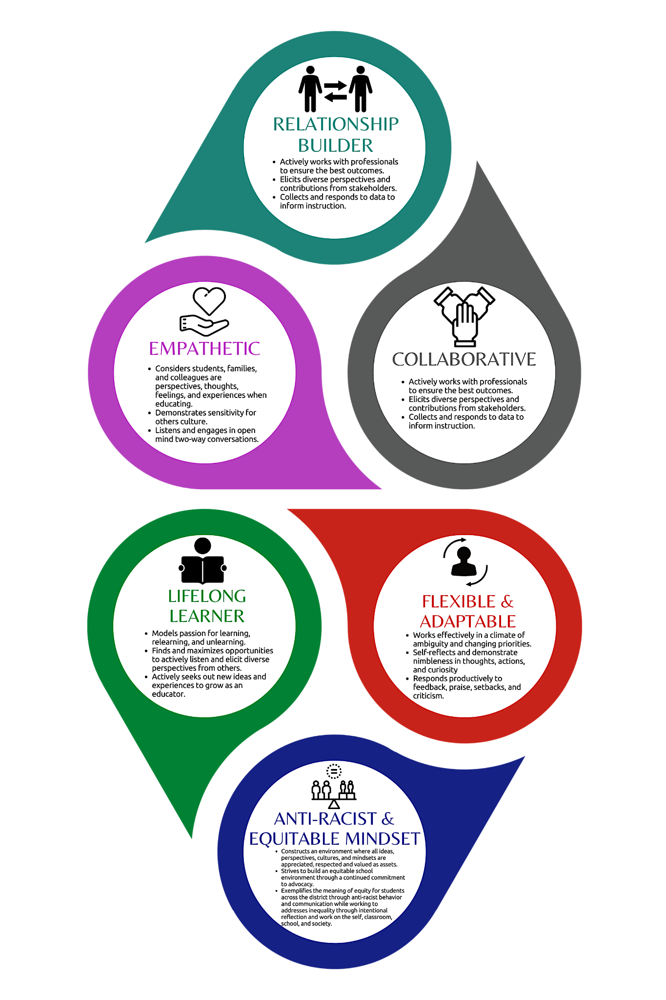 RELATIONSHIP
BUILDER
• Actively works with professionals
to ensure the best outcomes.
• Elicits diverse perspectives and
contributions from stakeholders.
• Collects and responds to data to
inform instruction.
EMPATHETIC
• Considers students, families,
and colleagues are
perspectives, thoughts,
feelings, and experiences when
educating.
• Demonstrates sensitivity for
others culture.
• Listens and engages in open
mind two-way conversations.
COLLABORATIVE
• Actively works with professionals
to ensure the best outcomes.
• Elicits diverse perspectives and
contributions from stakeholders.
• Collects and responds to data to
inform instruction.
LIFELONG
LEARNER
• Models passion for learning,
relearning, and unlearning.
• Finds and maximizes opportunities
to actively listen and elicit diverse
perspectives from others.
• Actively seeks out new ideas and
experiences to grow as an
educator.
FLEXIBLE &
ADAPTABLE
• Works effectively in a climate of
ambiguity and changing priorities.
• Self-reflects and demonstrate
nimbleness in thoughts, actions,
and curiosity
• Responds productively to
feedback, praise, setbacks, and
criticism.
ANTI-RACIST &
EQUITABLE MINDSET
• Constructs an environment where all ideas,
perspectives, cultures, and mindsets are
appreciated, respected and valued as assets.
• Strives to build an equitable school
environment through a continued commitment
to advocacy.
• Exemplifies the meaning of equity for students
across the district through anti-racist behavior
and communication while working to
addresses inequality through intentional
reflection and work on the self, classroom,
school, and society.